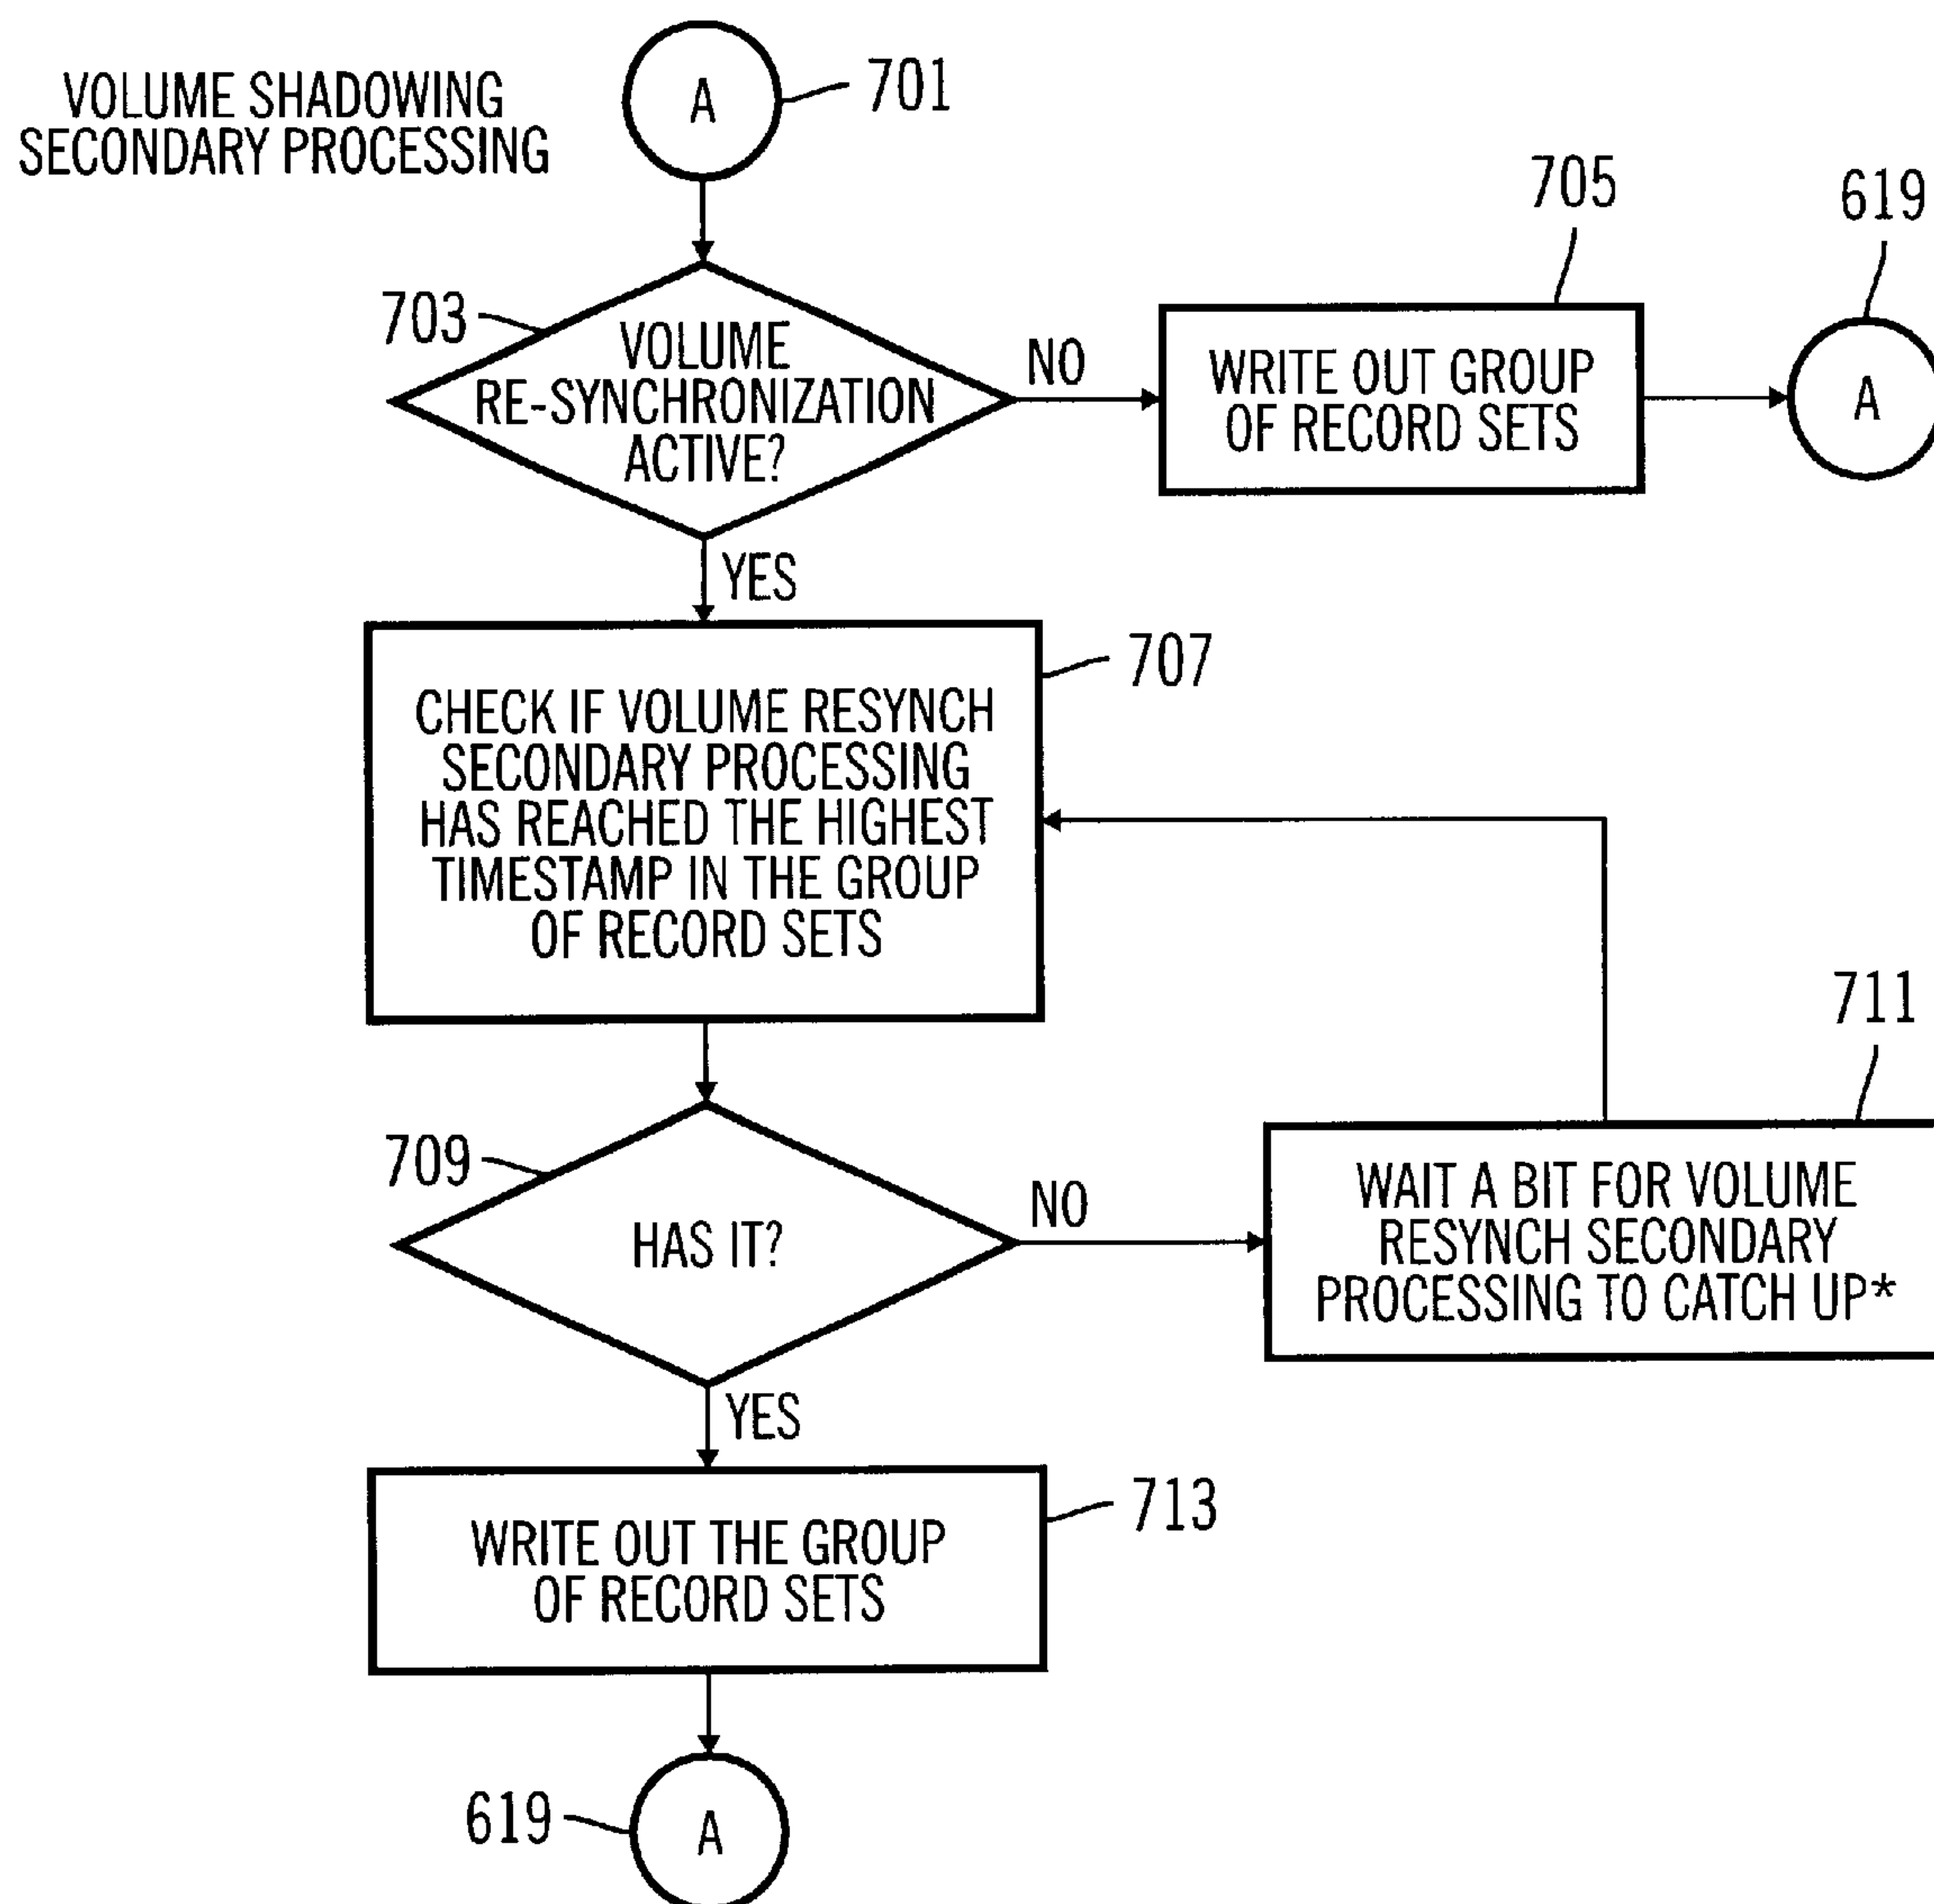 VOLUME SHADOWING
SECONDARY PROCESSING
A
701
703
VOLUME
RE-SYNCHRONIZATION
ACTIVE?
NO
705
WRITE OUT GROUP
OF RECORD SETS
619
A
YES
707
CHECK IF VOLUME RESYNCH
SECONDARY PROCESSING
HAS REACHED THE HIGHEST
TIMESTAMP IN THE GROUP
OF RECORD SETS
709
HAS IT?
NO
711
WAIT A BIT FOR VOLUME
RESYNCH SECONDARY
PROCESSING TO CATCH UP*
YES
713
WRITE OUT THE GROUP
OF RECORD SETS
619
A